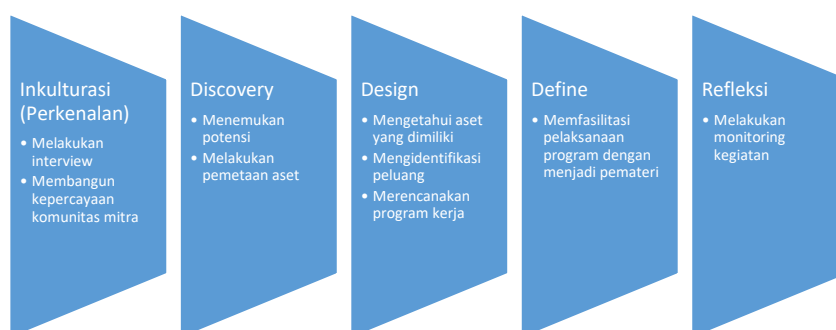 Inkulturasi
(Perkenalan)
• Melakukan
interview
• Membangun
kepercayaan
komunitas mitra
Discovery
• Menemukan
potensi
• Melakukan
pemetaan aset
Design
• Mengetahui aset
yang dimiliki
• Mengidentifikasi
peluang
• Merencanakan
program kerja
Define
• Memfasilitasi
pelaksanaan
program dengan
menjadi pemateri
Refleksi
• Melakukan
monitoring
kegiatan